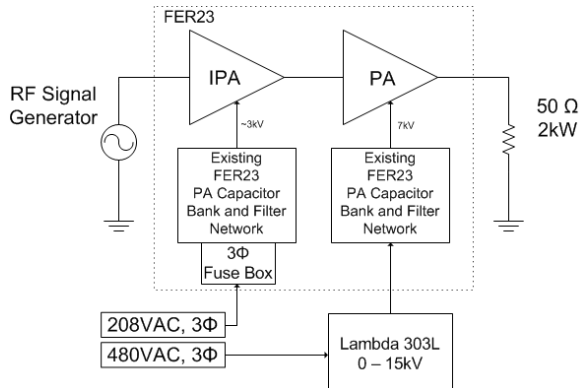 FER23
IPA
PA
RF Signal
Generator
50 Ω
2kW
~3kV
7kV
Existing
FER23
PA Capacitor
Bank and Filter
Network
Existing
FER23
PA Capacitor
Bank and Filter
Network
3Φ
Fuse Box
208VAC, 3Φ
480VAC, 3Φ
Lambda 303L
0 – 15kV